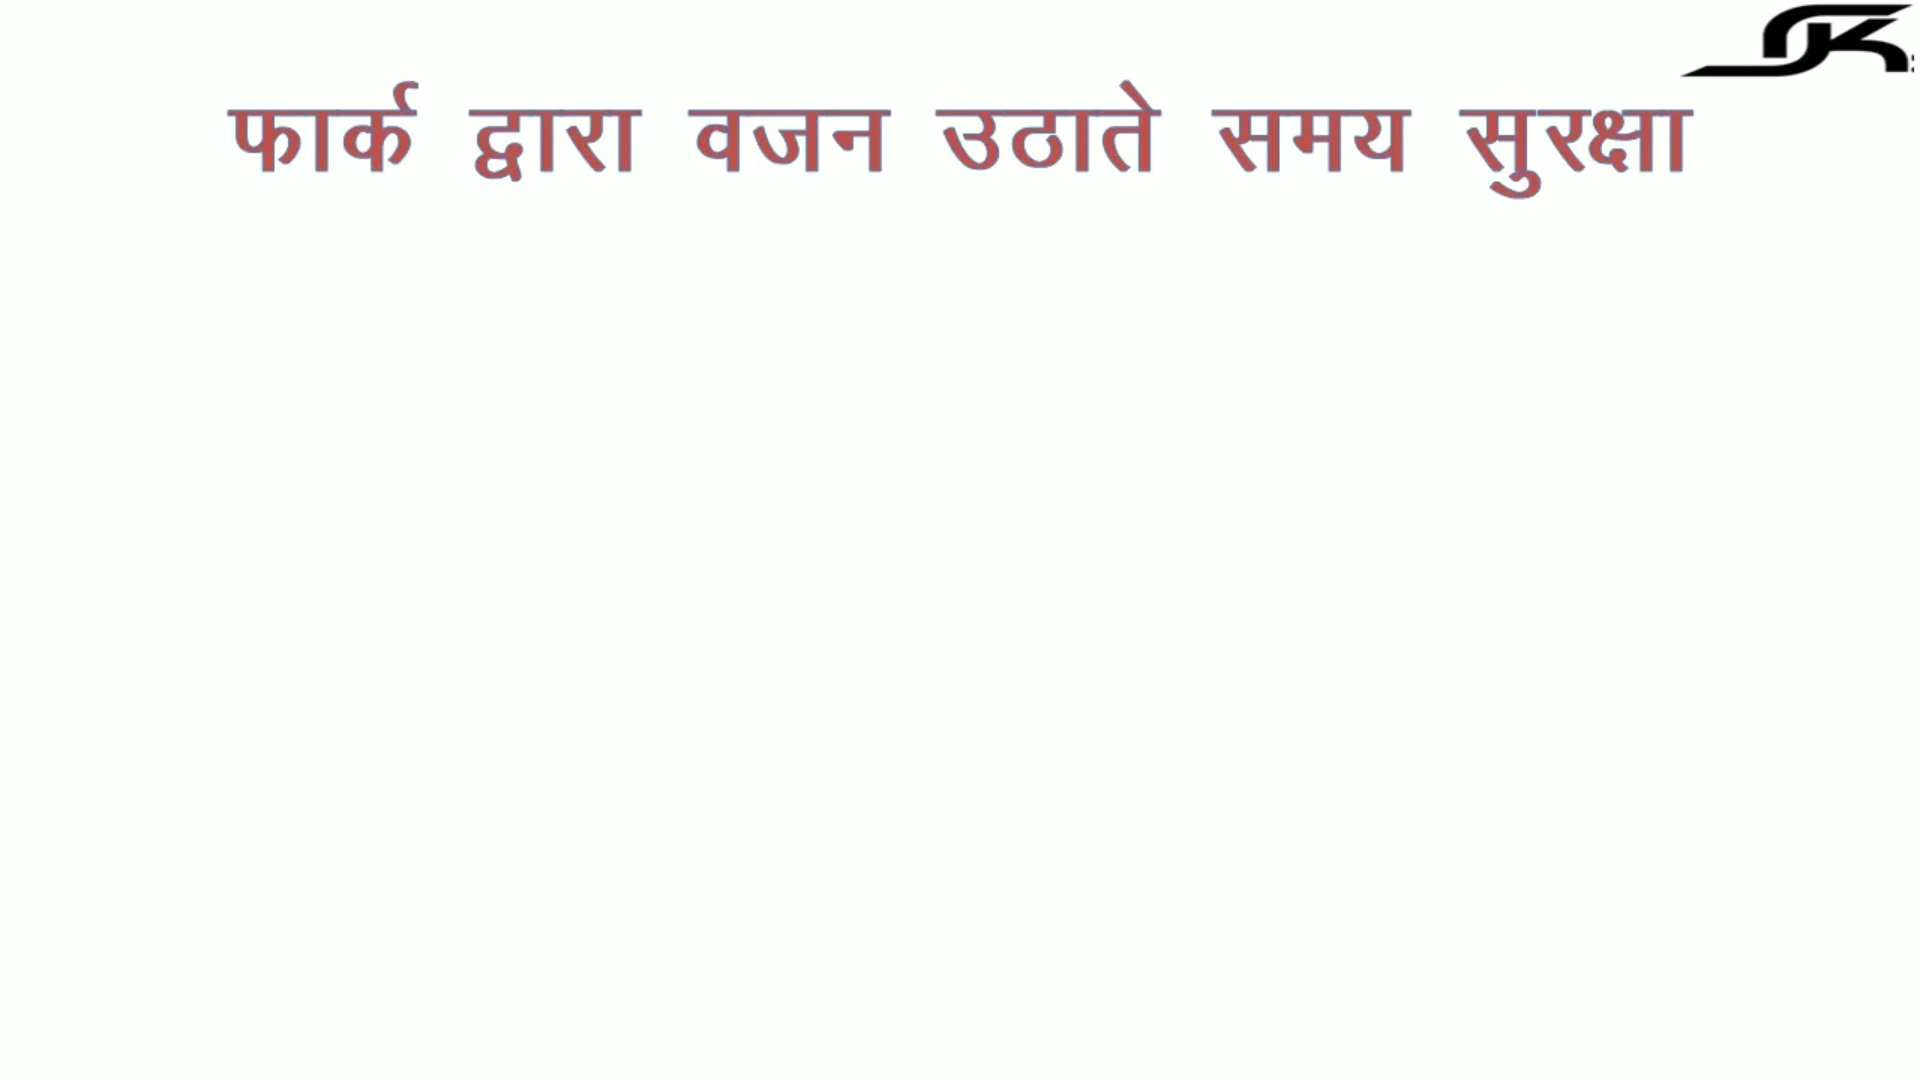 फार्क द्वारा वजन उठाते समय सुरक्षा